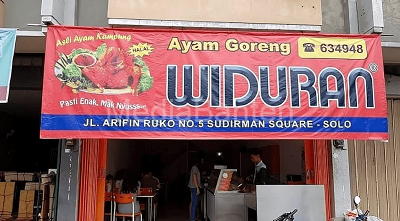 Asli Ayam Kampung
HALAL
Ayam Goreng ☎ 634948
WIDURAN®
Pasti Enak, Mak Nyusss...
JL. ARIFIN RUKO NO.5 SUDIRMAN SQUARE - SOLO